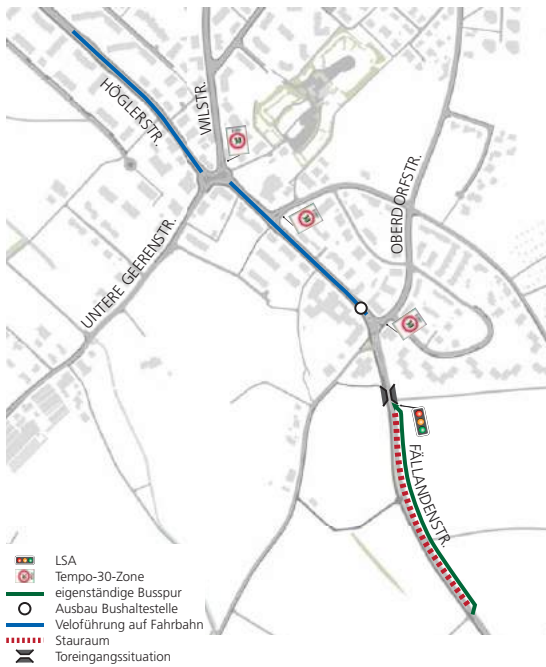 HÖGLERSTR.
WILSTR.
OBERDORFSTR.
UNTERE GEERENSTR.
FÄLLANDENSTR.
LSA
Tempo-30-Zone
eigenständige Busspur
Ausbau Bushaltestelle
Veloführung auf Fahrbahn
Stauraum
Toreingangssituation